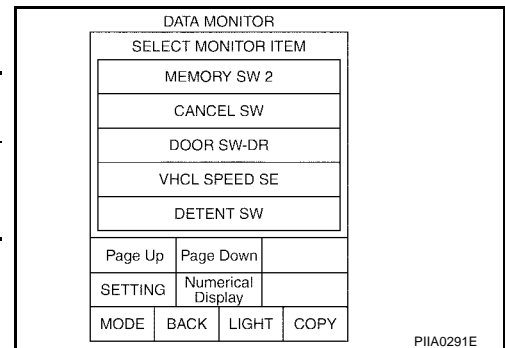 DATA MONITOR
SELECT MONITOR ITEM
MEMORY SW 2
CANCEL SW
DOOR SW-DR
VHCL SPEED SE
DETENT SW
Page Up Page Down
SETTING Numerical Display
MODE BACK LIGHT COPY
PIIA0291E